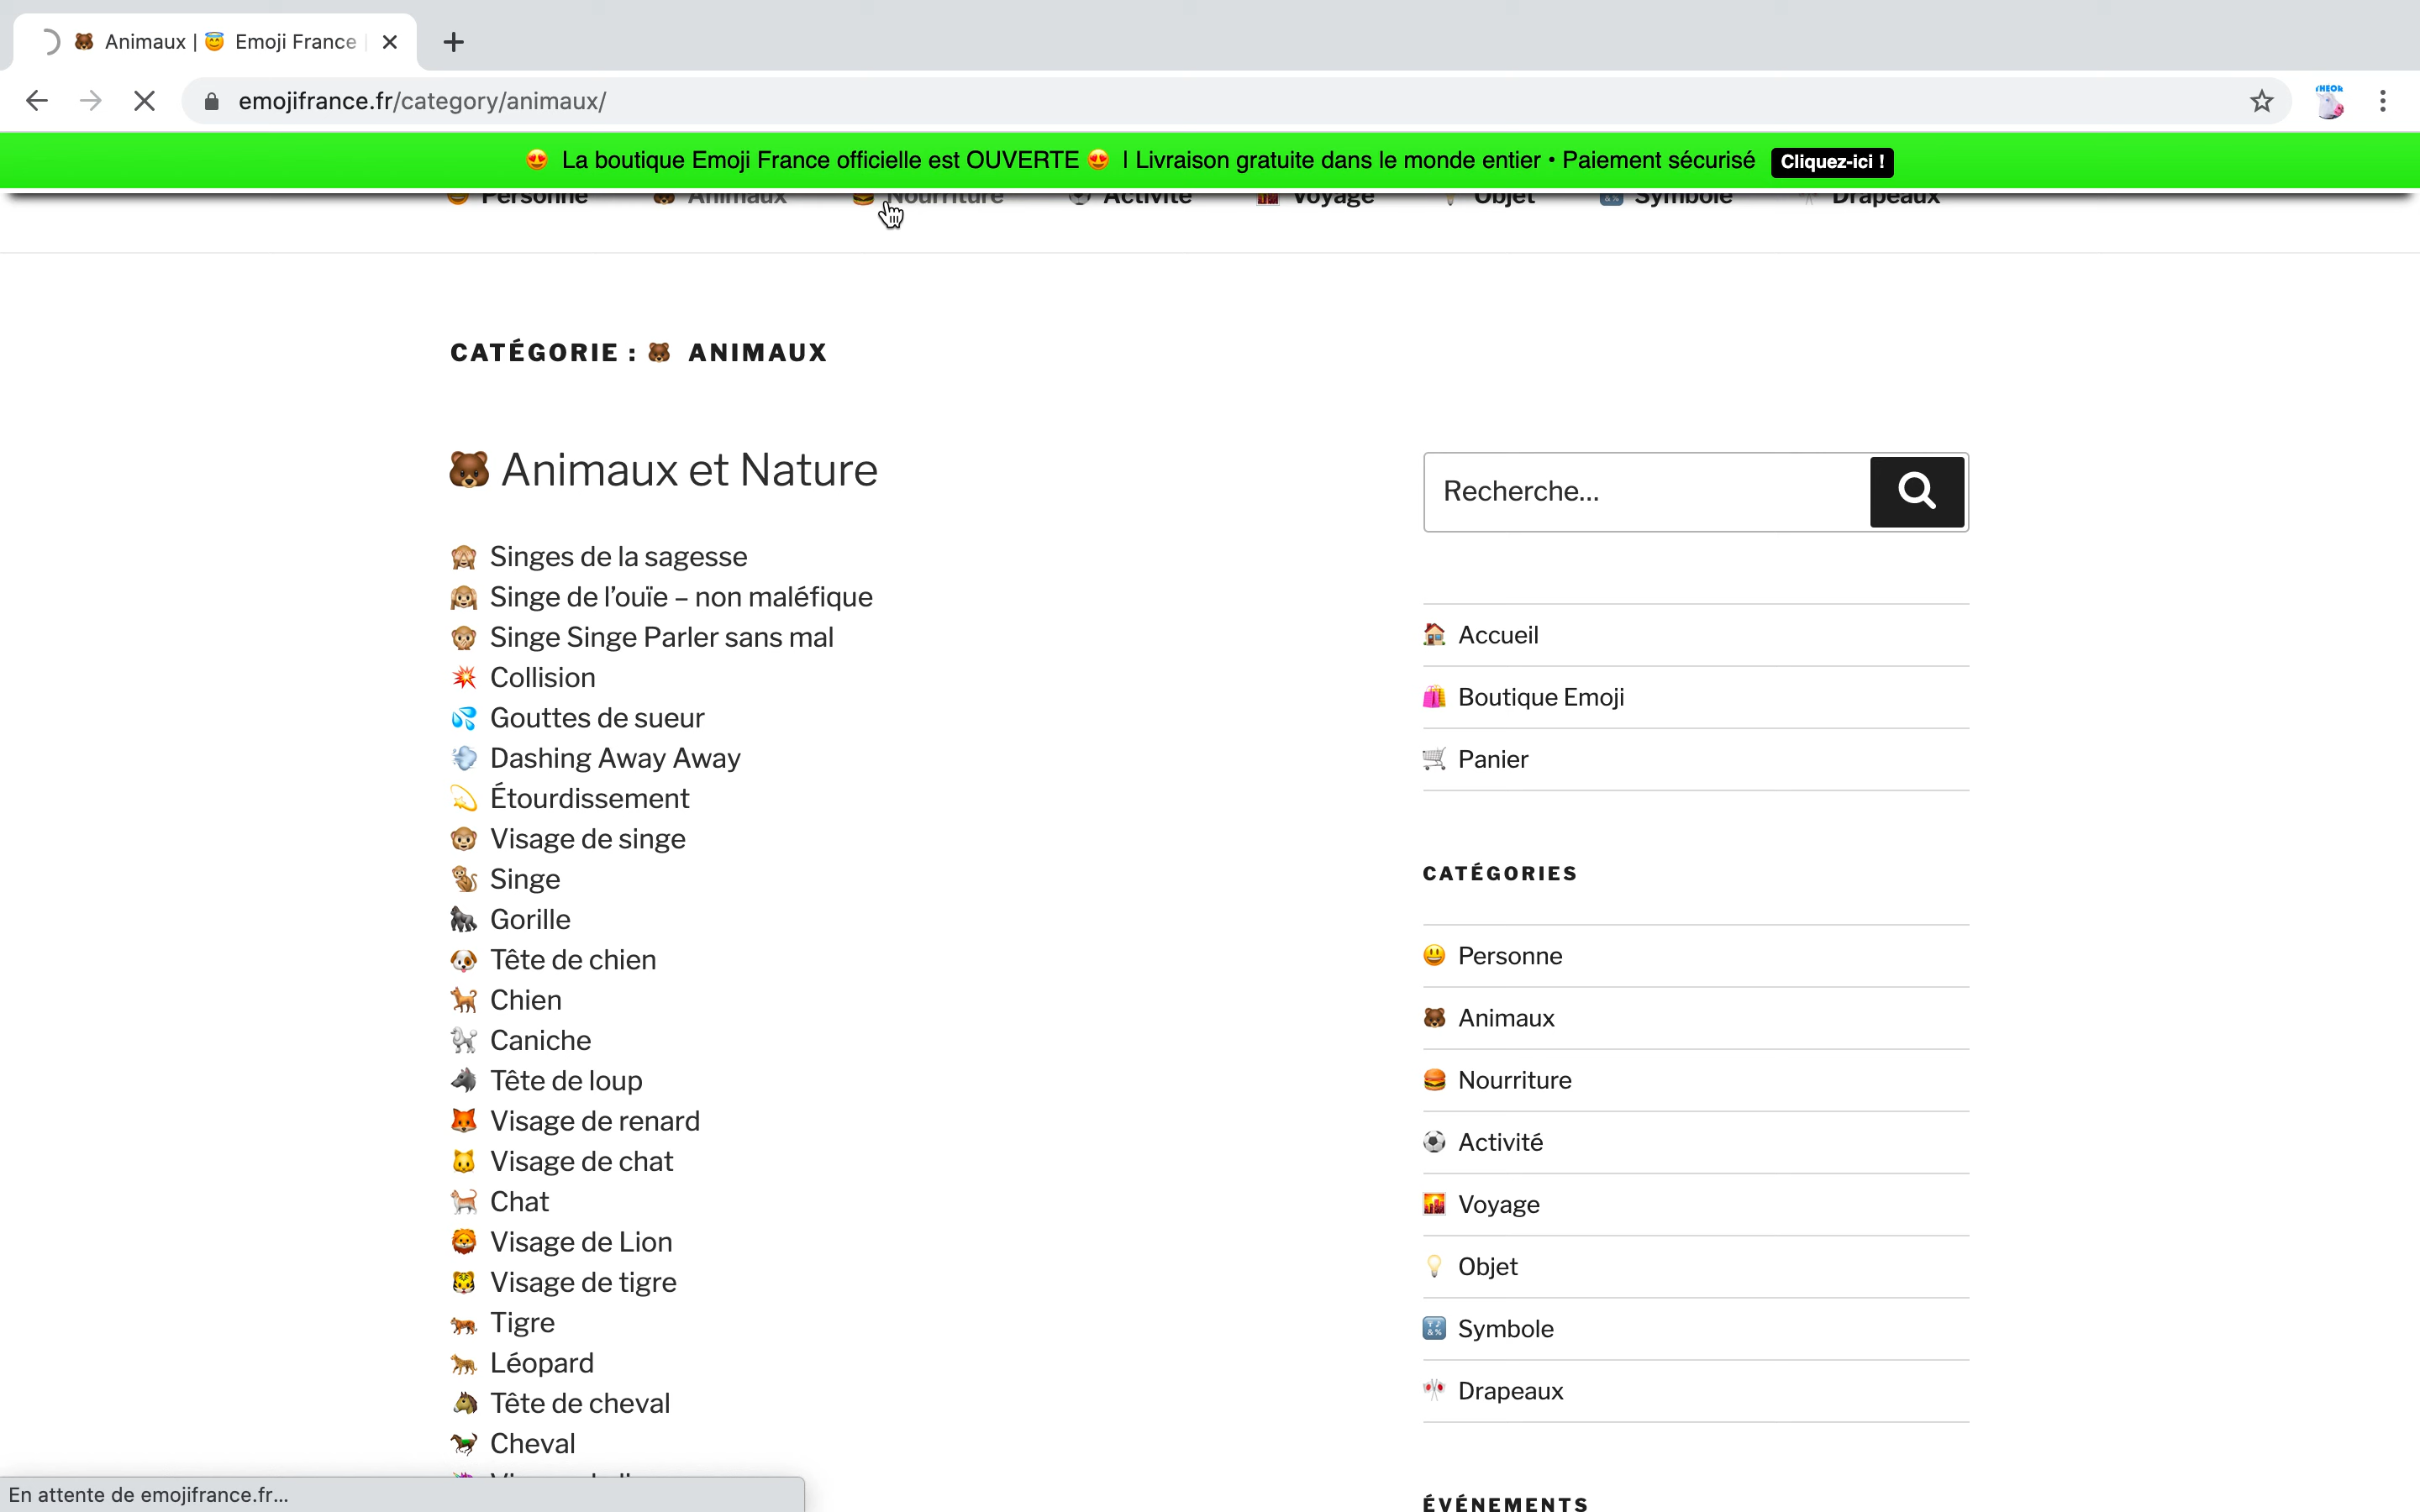 🐻 Animaux | 😇 Emoji France
emojifrance.fr/category/animaux/
THEOR
😍 La boutique Emoji France officielle est OUVERTE 😍 | Livraison gratuite dans le monde entier • Paiement sécurisé Cliquez-ici !
Personne Animaux Nourriture Activité Voyage Objet Symbole Drapeaux
CATÉGORIE : 🐻 ANIMAUX
🐻 Animaux et Nature
🙈 Singes de la sagesse
🙉 Singe de l’ouïe – non maléfique
🙊 Singe Singe Parler sans mal
💥 Collision
💦 Gouttes de sueur
💨 Dashing Away Away
💫 Étourdissement
🐵 Visage de singe
🐒 Singe
🦍 Gorille
🐶 Tête de chien
🐕 Chien
🐩 Caniche
🐺 Tête de loup
🦊 Visage de renard
🐱 Visage de chat
🐈 Chat
🦁 Visage de Lion
🐯 Visage de tigre
🐅 Tigre
🐆 Léopard
🐴 Tête de cheval
🐎 Cheval
Recherche...
🏠 Accueil
🛍 Boutique Emoji
🛒 Panier
CATÉGORIES
😃 Personne
🐻 Animaux
🍔 Nourriture
⚽ Activité
🌇 Voyage
💡 Objet
🔣 Symbole
🎌 Drapeaux
ÉVÉNEMENTS
En attente de emojifrance.fr...